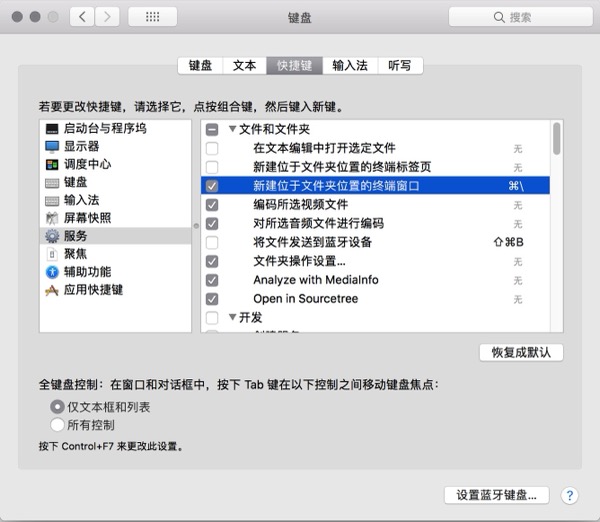 键盘
搜索
键盘 文本 快捷键 输入法 听写
若要更改快捷键，请选择它，点按组合键，然后键入新键。
启动台与程序坞
显示器
调度中心
键盘
输入法
屏幕快照
服务
聚焦
辅助功能
应用快捷键
文件和文件夹
在文本编辑中打开选定文件 无
新建位于文件夹位置的终端标签页 无
新建位于文件夹位置的终端窗口 ⌘\
编码所选视频文件 无
对所选音频文件进行编码 无
将文件发送到蓝牙设备 ⇧⌘B
文件夹操作设置... 无
Analyze with MediaInfo 无
Open in Sourcetree 无
开发
恢复成默认
全键盘控制：在窗口和对话框中，按下 Tab 键在以下控制之间移动键盘焦点：
仅文本框和列表
所有控制
按下 Control+F7 来更改此设置。
设置蓝牙键盘... ?